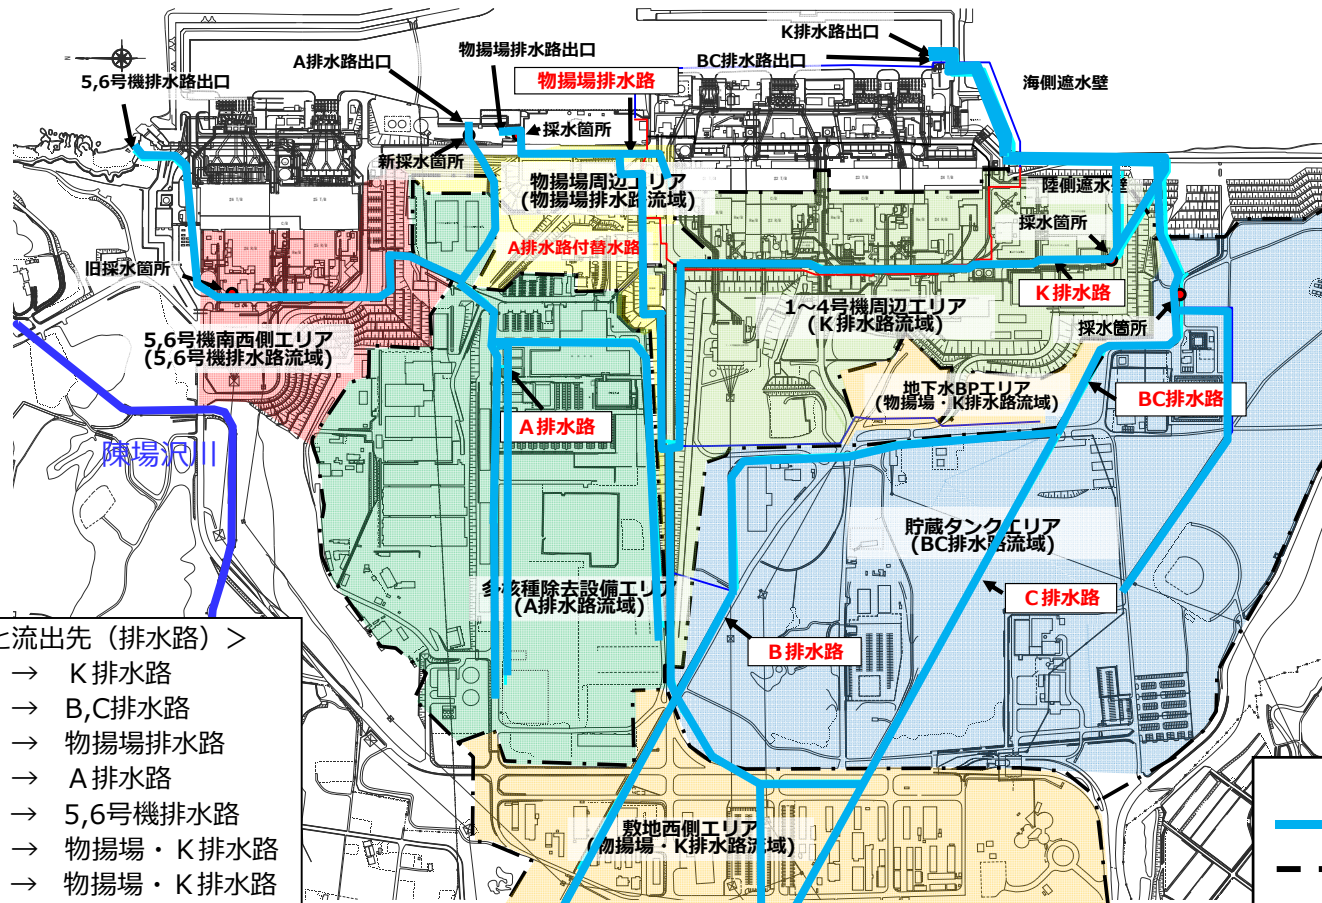 K排水路出口
A排水路出口
物揚場排水路出口
BC排水路出口
5,6号機排水路出口
物揚場排水路
海側遮水壁
採水箇所
新採水箇所
物揚場周辺エリア
(物揚場排水路流域)
陸側遮水壁
採水箇所
A排水路付替水路
旧採水箇所
K排水路
1～4号機周辺エリア
(K排水路流域)
採水箇所
5,6号機南西側エリア
(5,6号機排水路流域)
地下水BPエリア
(物揚場・K排水路流域)
BC排水路
A排水路
陳場沢川
貯蔵タンクエリア
(BC排水路流域)
多核種除去設備エリア
(A排水路流域)
C排水路
B排水路
と流出先（排水路）＞
→ K排水路
→ B,C排水路
→ 物揚場排水路
→ A排水路
→ 5,6号機排水路
→ 物揚場・K排水路
→ 物揚場・K排水路
敷地西側エリア
(物揚場・K排水路流域)